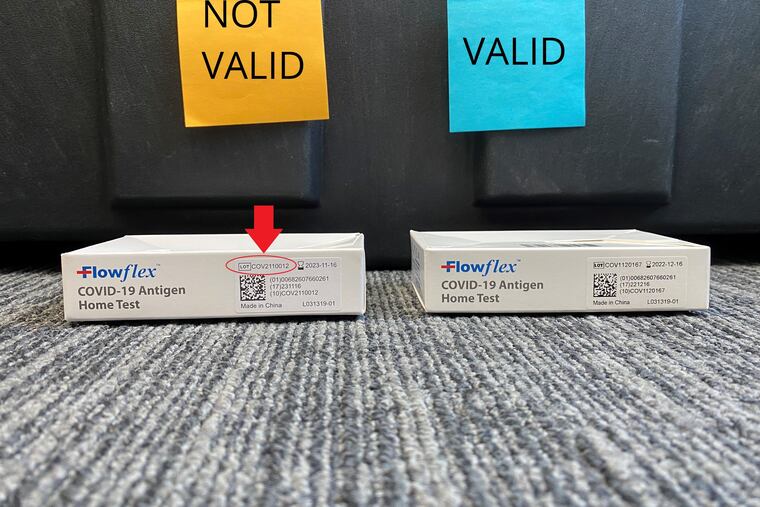 NOT
VALID
VALID
Flowflex™
COVID-19 Antigen
Home Test
LOT COV2110012 2023-11-16
(01)00682607660261
(17)231116
(10)COV2110012
Made in China L031319-01
Flowflex™
COVID-19 Antigen
Home Test
LOT COV1120167 2022-12-16
(01)00682607660261
(17)221216
(10)COV1120167
Made in China L031319-01